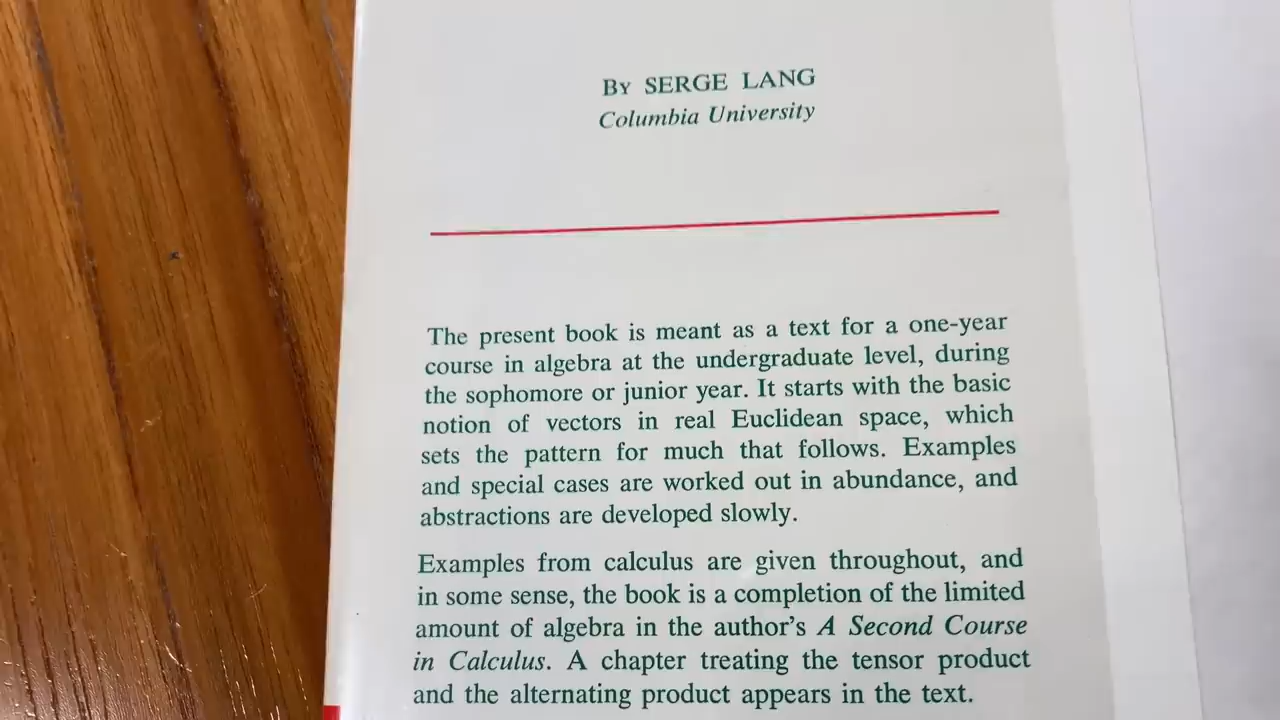 By SERGE LANG
Columbia University
The present book is meant as a text for a one-year
course in algebra at the undergraduate level, during
the sophomore or junior year. It starts with the basic
notion of vectors in real Euclidean space, which
sets the pattern for much that follows. Examples
and special cases are worked out in abundance, and
abstractions are developed slowly.
Examples from calculus are given throughout, and
in some sense, the book is a completion of the limited
amount of algebra in the author's A Second Course
in Calculus. A chapter treating the tensor product
and the alternating product appears in the text.